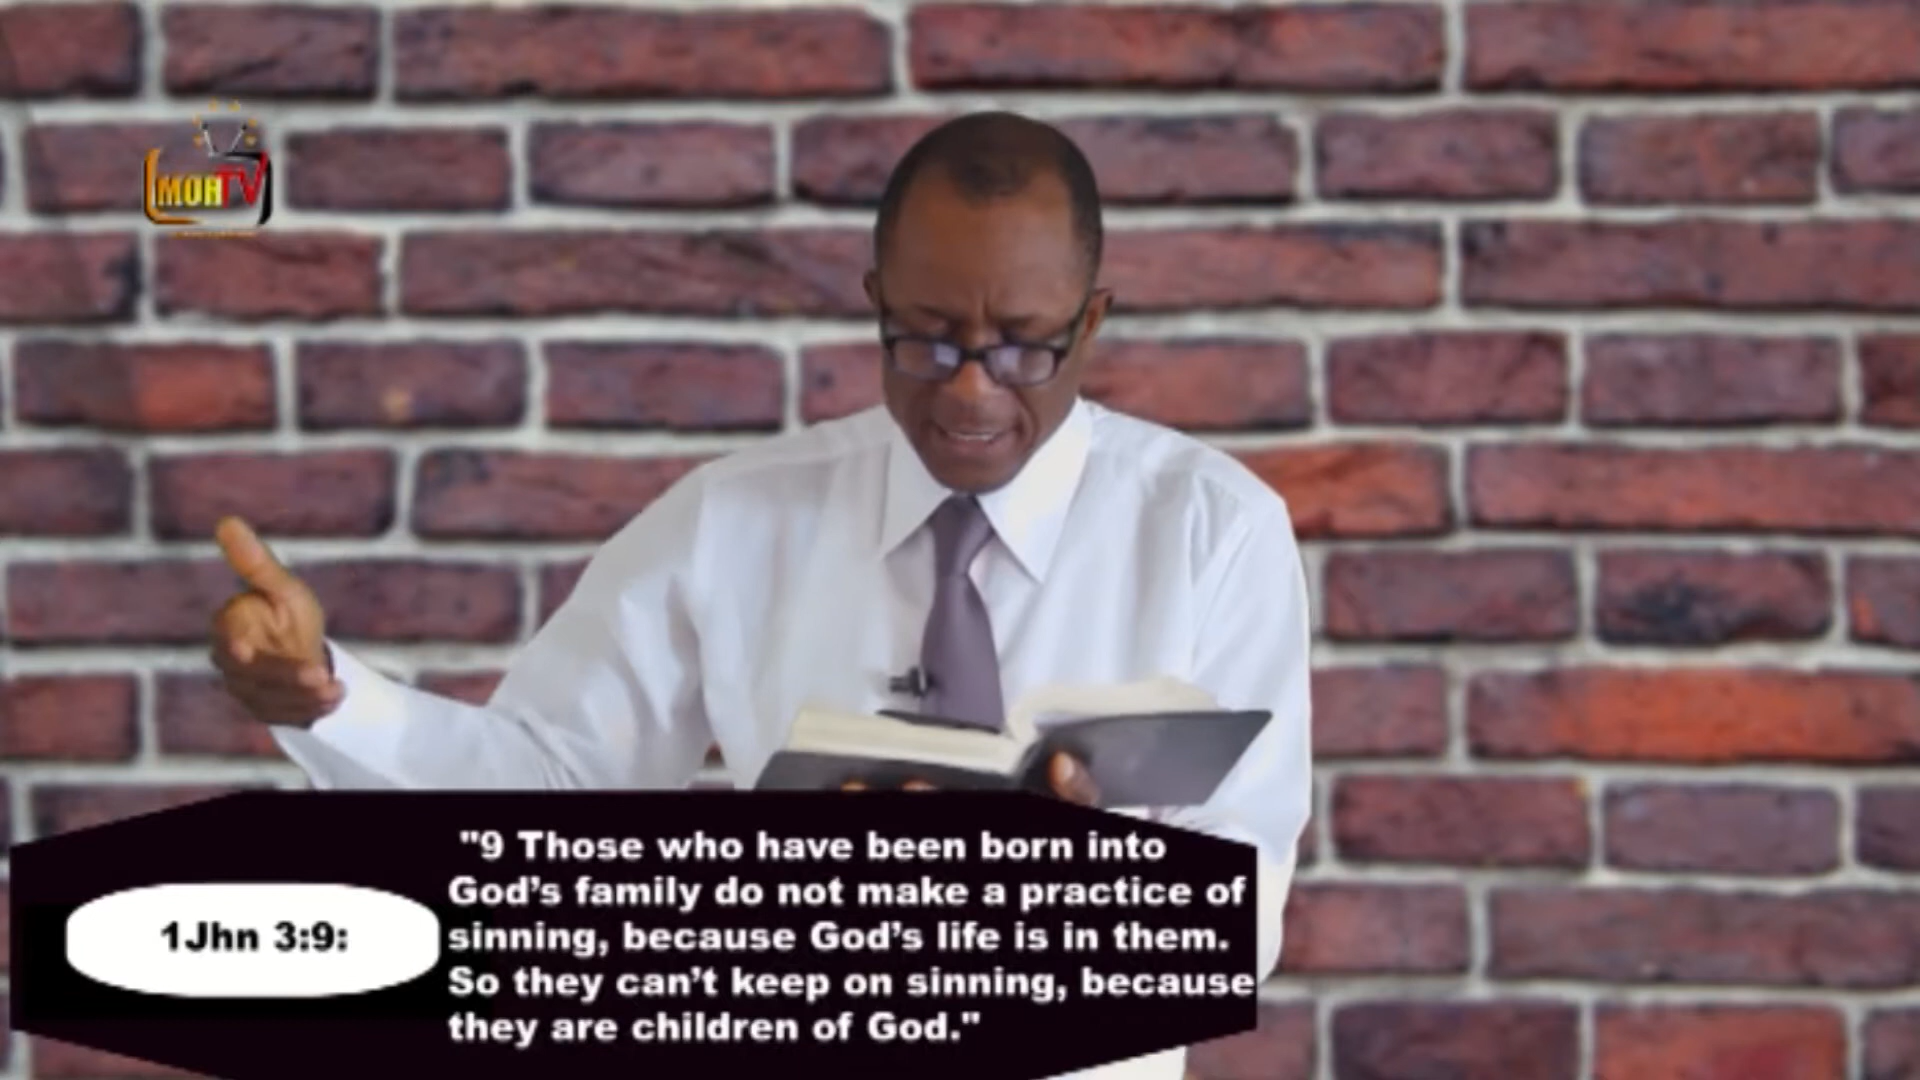 MOHTV
1Jhn 3:9:
"9 Those who have been born into
God’s family do not make a practice of
sinning, because God’s life is in them.
So they can’t keep on sinning, because
they are children of God."